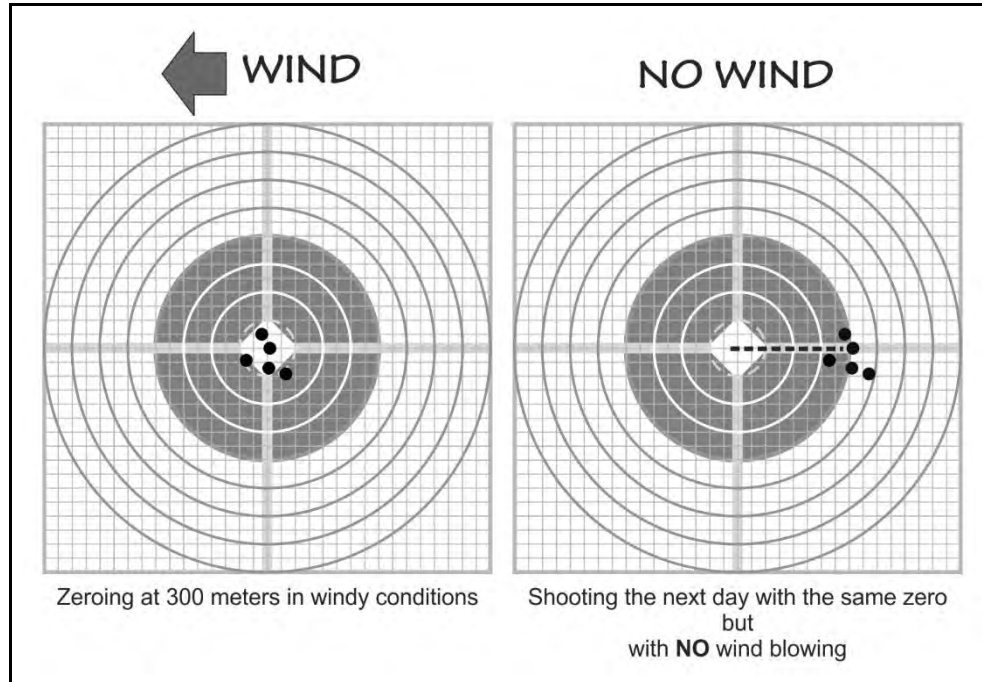 WIND
NO WIND
Zeroing at 300 meters in windy conditions
Shooting the next day with the same zero
but
with NO wind blowing